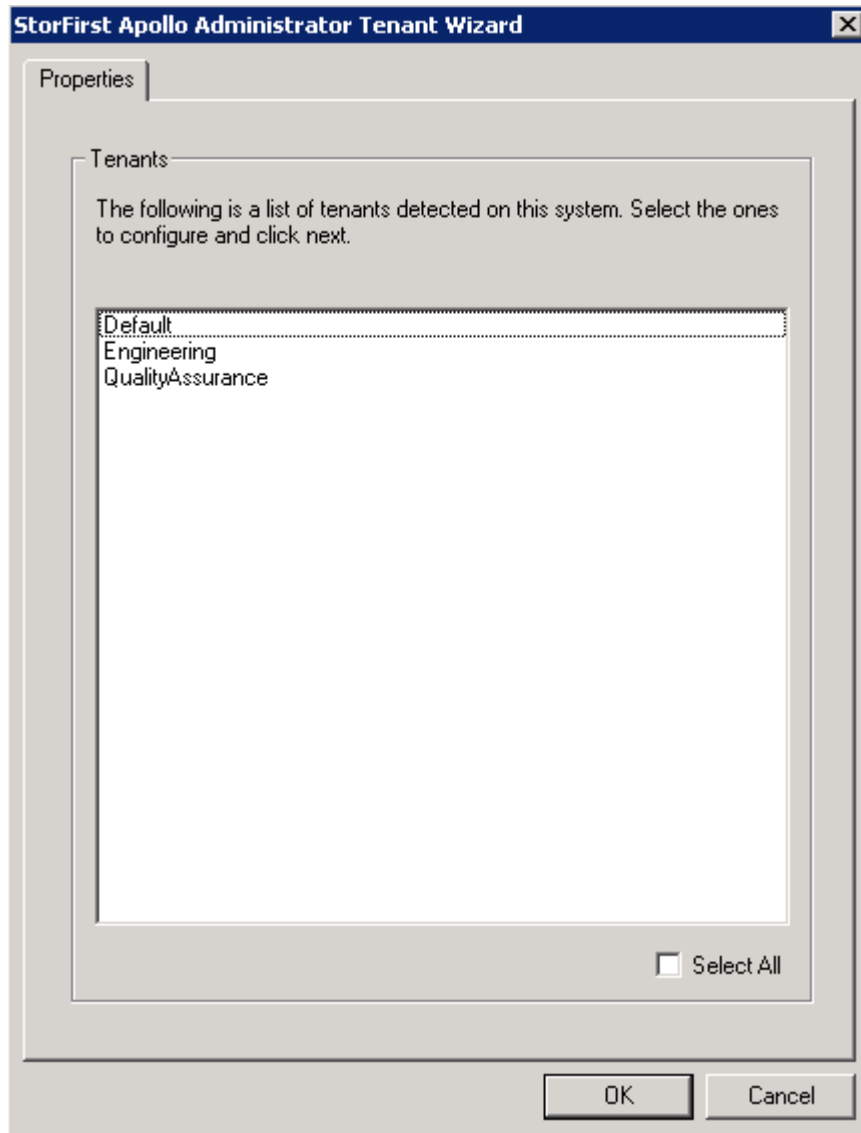 StorFirst Apollo Administrator Tenant Wizard
Properties
Tenants
The following is a list of tenants detected on this system. Select the ones
to configure and click next.
Default
Engineering
QualityAssurance
Select All
OK
Cancel